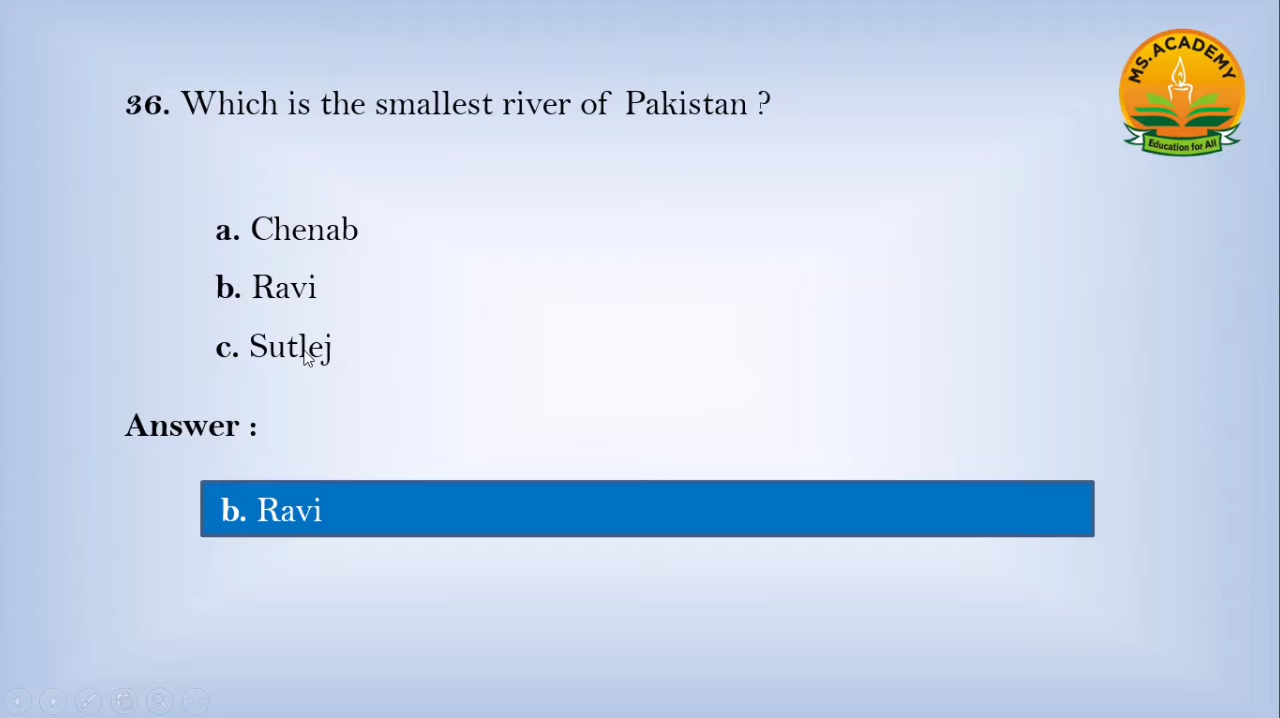 MS. ACADEMY
Education for All
36. Which is the smallest river of Pakistan ?
a. Chenab
b. Ravi
c. Sutlej
Answer :
b. Ravi